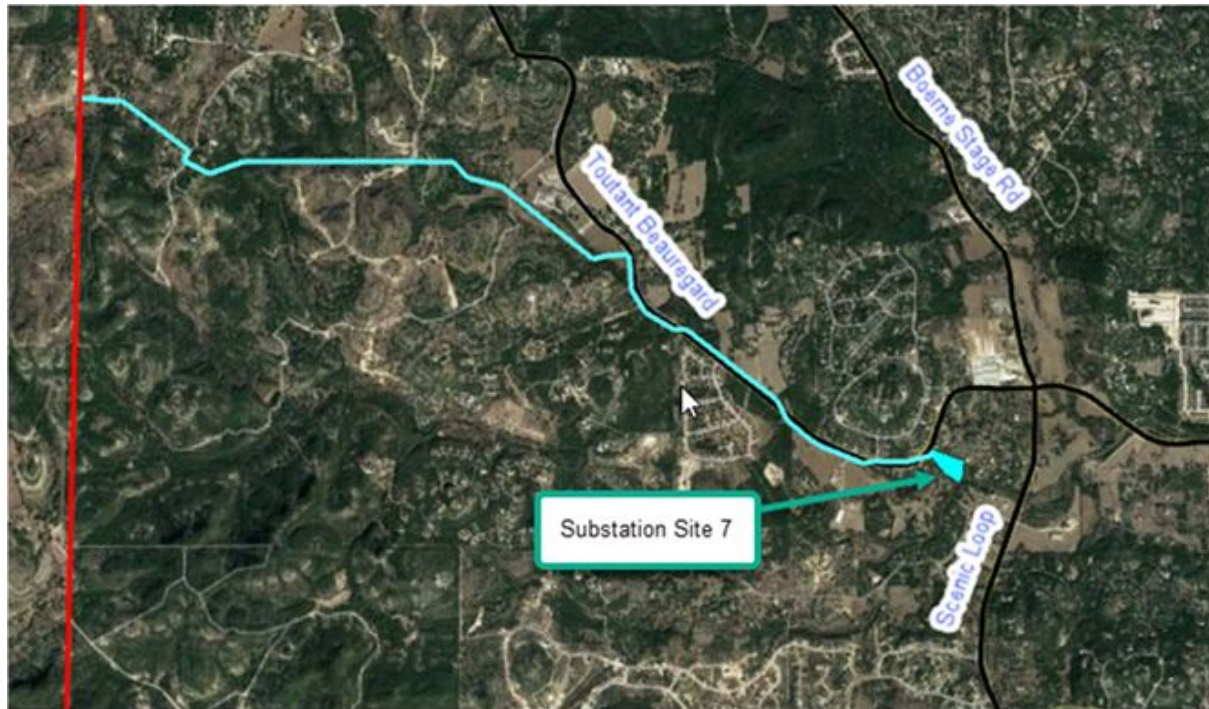 Boerne Stage Rd
Toutant Beauregard
Substation Site 7
Scenic Loop